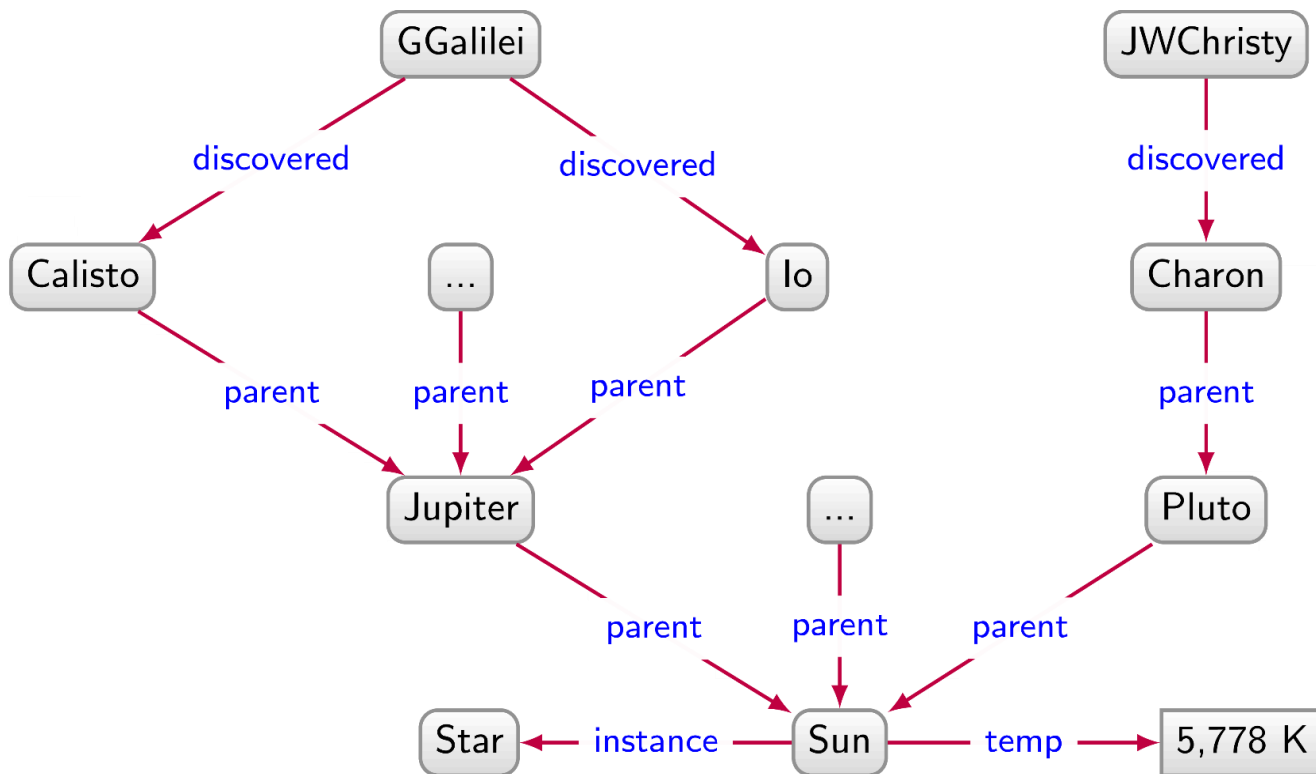 GGalilei
JWChristy
discovered
discovered
discovered
Calisto
...
Io
Charon
parent
parent
parent
parent
Jupiter
...
Pluto
parent
parent
parent
Star
instance
Sun
temp
5,778 K